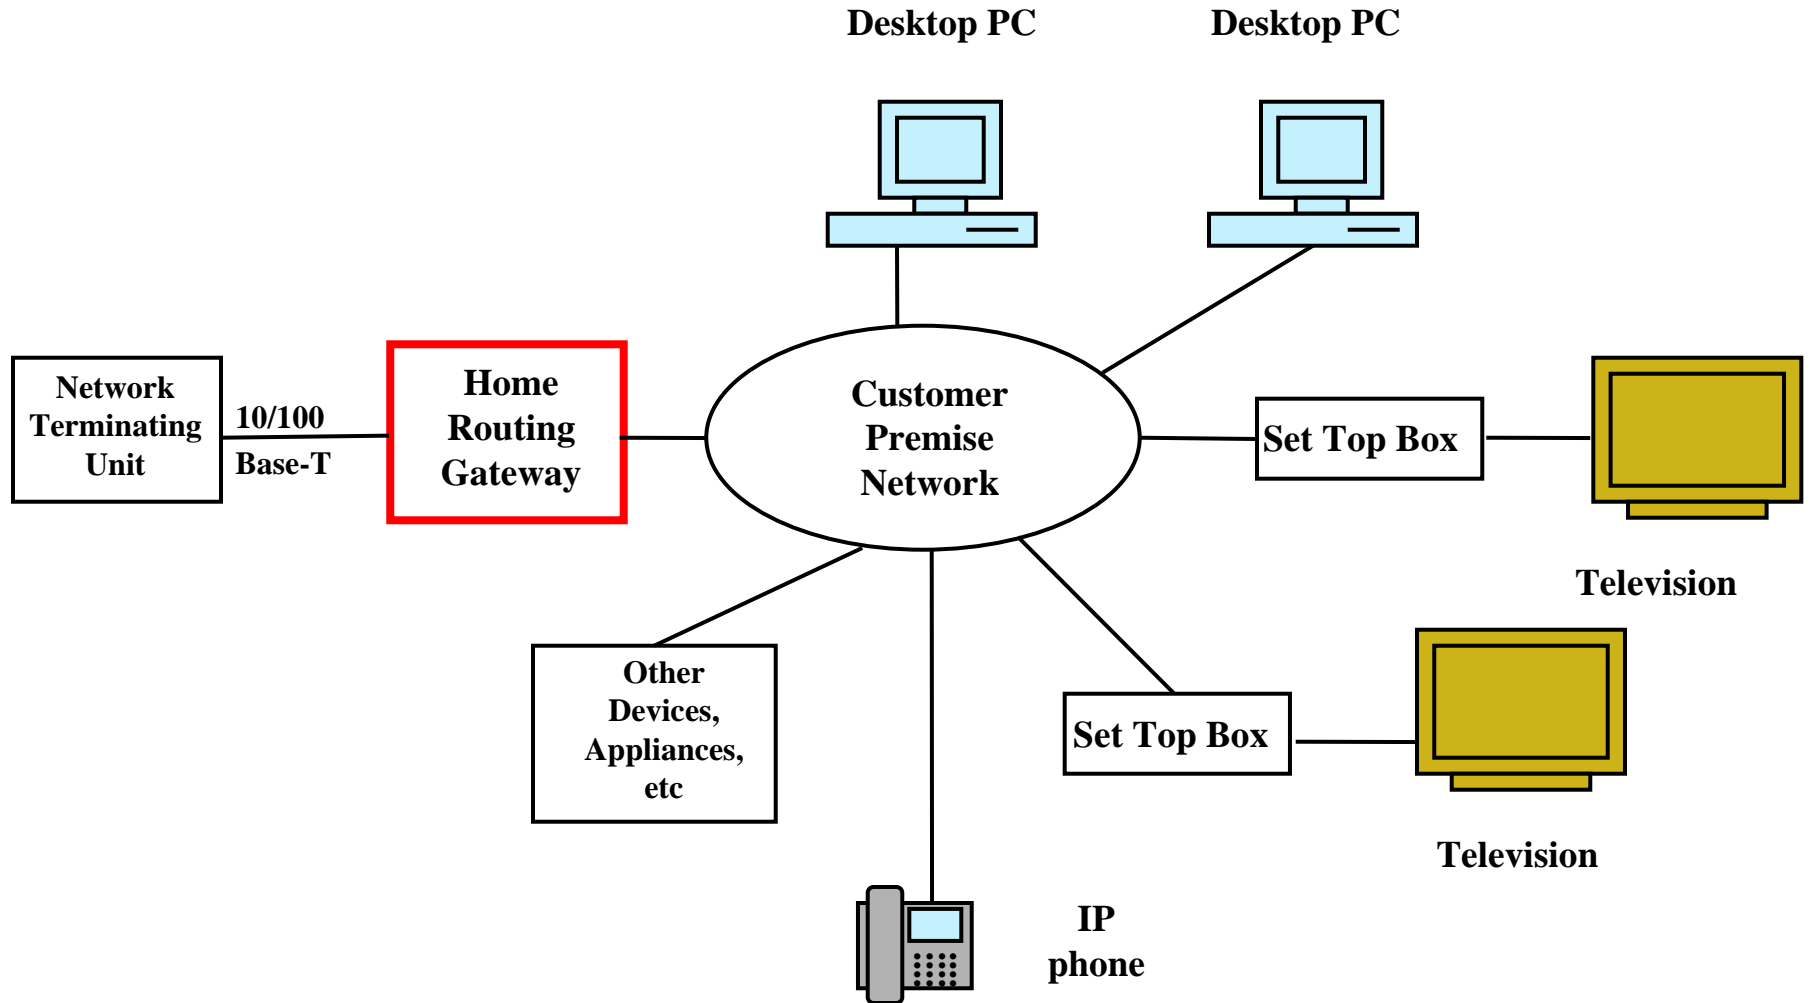 Desktop PC
Desktop PC
Network
Terminating
Unit
10/100
Base-T
Home
Routing
Gateway
Customer
Premise
Network
Set Top Box
Television
Other
Devices,
Appliances,
etc
Set Top Box
Television
IP
phone